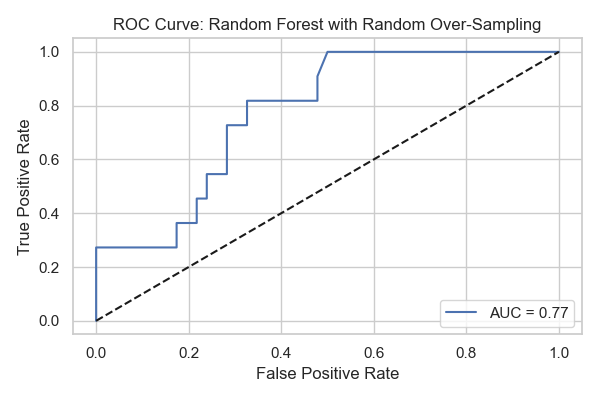 ROC Curve: Random Forest with Random Over-Sampling
True Positive Rate
1.0
0.8
0.6
0.4
0.2
0.0
AUC = 0.77
0.0 0.2 0.4 0.6 0.8 1.0
False Positive Rate